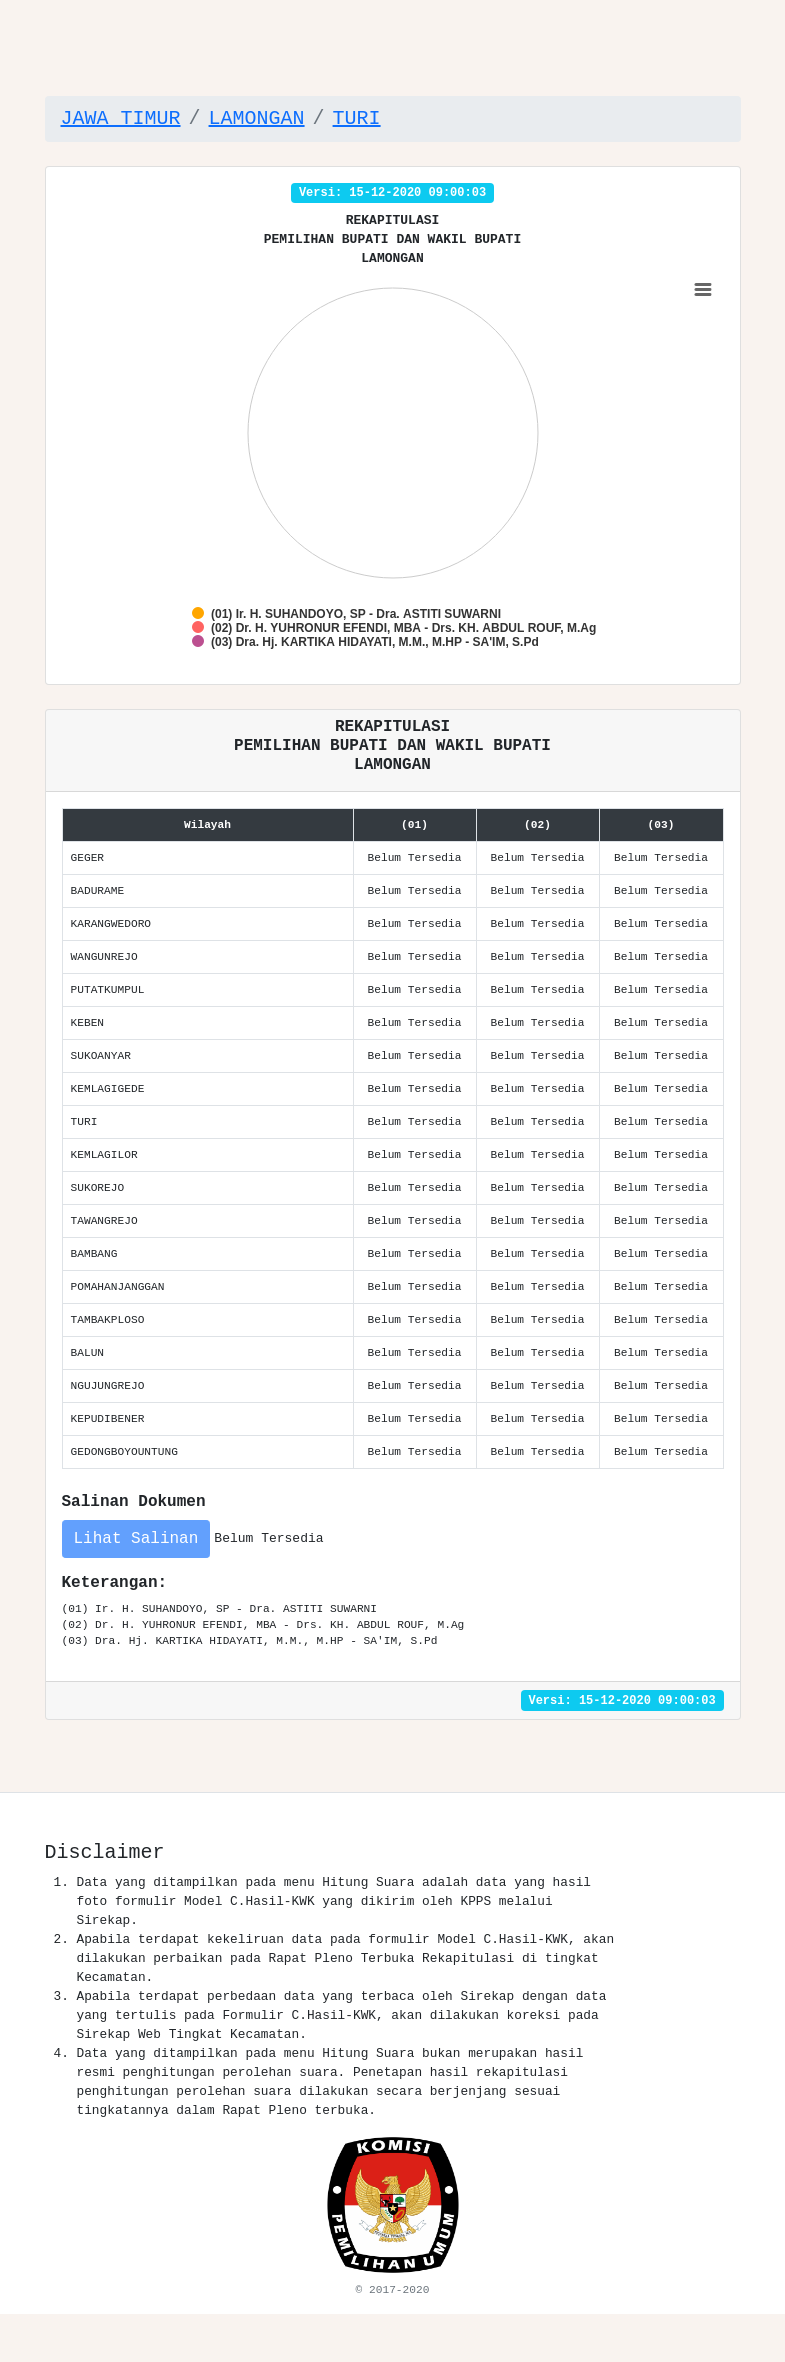 JAWA TIMUR / LAMONGAN / TURI
Versi: 15-12-2020 09:00:03
REKAPITULASI
PEMILIHAN BUPATI DAN WAKIL BUPATI
LAMONGAN
(01) Ir. H. SUHANDOYO, SP - Dra. ASTITI SUWARNI
(02) Dr. H. YUHRONUR EFENDI, MBA - Drs. KH. ABDUL ROUF, M.Ag
(03) Dra. Hj. KARTIKA HIDAYATI, M.M., M.HP - SA'IM, S.Pd
REKAPITULASI
PEMILIHAN BUPATI DAN WAKIL BUPATI
LAMONGAN
Wilayah (01) (02) (03)
GEGER Belum Tersedia Belum Tersedia Belum Tersedia
BADURAME Belum Tersedia Belum Tersedia Belum Tersedia
KARANGWEDORO Belum Tersedia Belum Tersedia Belum Tersedia
WANGUNREJO Belum Tersedia Belum Tersedia Belum Tersedia
PUTATKUMPUL Belum Tersedia Belum Tersedia Belum Tersedia
KEBEN Belum Tersedia Belum Tersedia Belum Tersedia
SUKOANYAR Belum Tersedia Belum Tersedia Belum Tersedia
KEMLAGIGEDE Belum Tersedia Belum Tersedia Belum Tersedia
TURI Belum Tersedia Belum Tersedia Belum Tersedia
KEMLAGILOR Belum Tersedia Belum Tersedia Belum Tersedia
SUKOREJO Belum Tersedia Belum Tersedia Belum Tersedia
TAWANGREJO Belum Tersedia Belum Tersedia Belum Tersedia
BAMBANG Belum Tersedia Belum Tersedia Belum Tersedia
POMAHANJANGGAN Belum Tersedia Belum Tersedia Belum Tersedia
TAMBAKPLOSO Belum Tersedia Belum Tersedia Belum Tersedia
BALUN Belum Tersedia Belum Tersedia Belum Tersedia
NGUJUNGREJO Belum Tersedia Belum Tersedia Belum Tersedia
KEPUDIBENER Belum Tersedia Belum Tersedia Belum Tersedia
GEDONGBOYOUNTUNG Belum Tersedia Belum Tersedia Belum Tersedia
Salinan Dokumen
Lihat Salinan Belum Tersedia
Keterangan:
(01) Ir. H. SUHANDOYO, SP - Dra. ASTITI SUWARNI
(02) Dr. H. YUHRONUR EFENDI, MBA - Drs. KH. ABDUL ROUF, M.Ag
(03) Dra. Hj. KARTIKA HIDAYATI, M.M., M.HP - SA'IM, S.Pd
Versi: 15-12-2020 09:00:03
Disclaimer
1. Data yang ditampilkan pada menu Hitung Suara adalah data yang hasil
foto formulir Model C.Hasil-KWK yang dikirim oleh KPPS melalui
Sirekap.
2. Apabila terdapat kekeliruan data pada formulir Model C.Hasil-KWK, akan
dilakukan perbaikan pada Rapat Pleno Terbuka Rekapitulasi di tingkat
Kecamatan.
3. Apabila terdapat perbedaan data yang terbaca oleh Sirekap dengan data
yang tertulis pada Formulir C.Hasil-KWK, akan dilakukan koreksi pada
Sirekap Web Tingkat Kecamatan.
4. Data yang ditampilkan pada menu Hitung Suara bukan merupakan hasil
resmi penghitungan perolehan suara. Penetapan hasil rekapitulasi
penghitungan perolehan suara dilakukan secara berjenjang sesuai
tingkatannya dalam Rapat Pleno terbuka.
KOMISI
PEMILIHAN UMUM
© 2017-2020